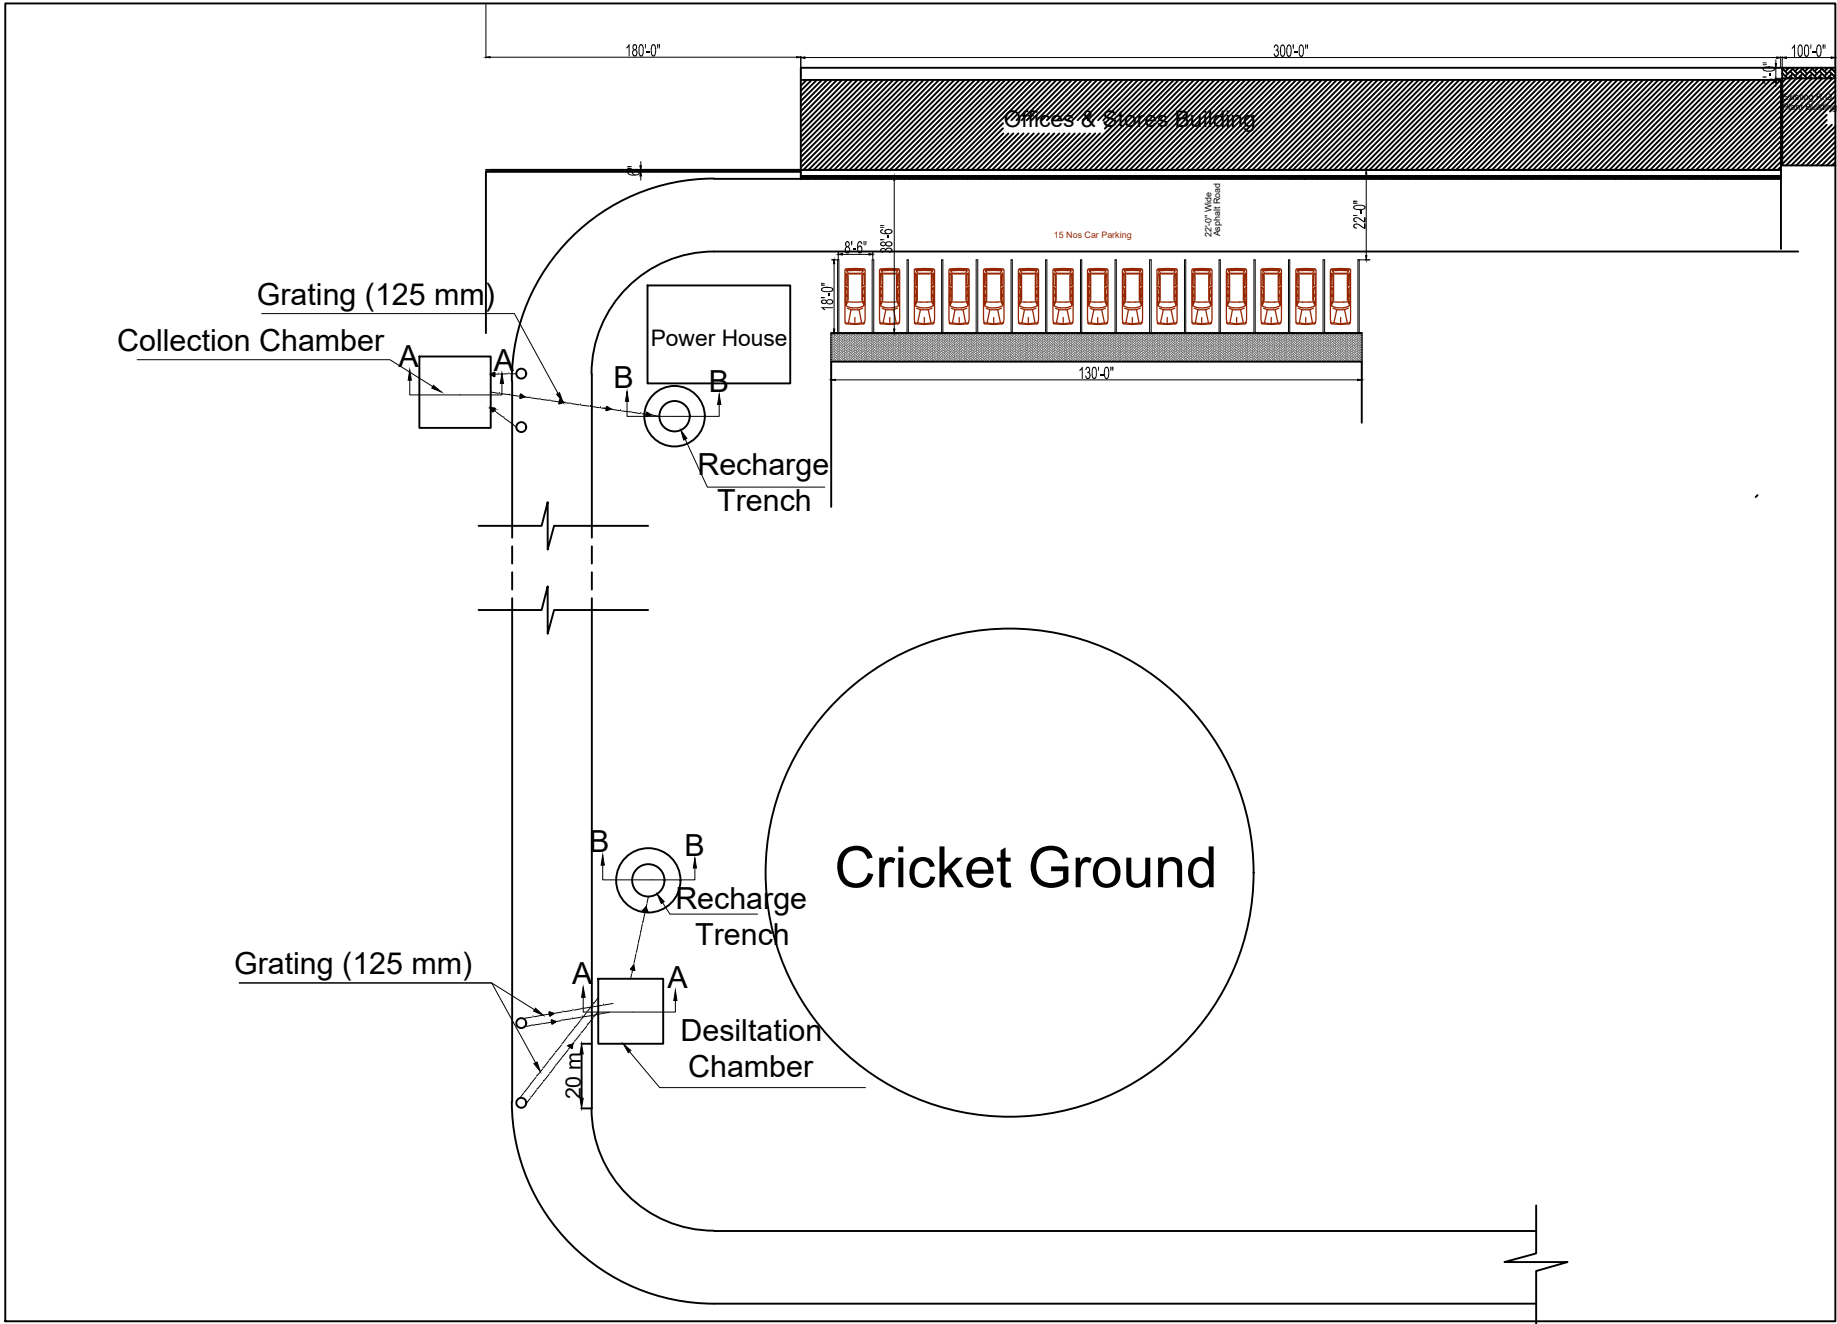 180'-0"
300'-0"
100'-0"
Offices & Stores Building
6"
22'-0" Wide
Asphalt Road
22'-0"
15 Nos Car Parking
8'-6"
38'-6"
18'-0"
Grating (125 mm)
Collection Chamber
Power House
A
A
B
B
130'-0"
Recharge
Trench
Cricket Ground
B
B
Recharge
Trench
Grating (125 mm)
A
A
Desiltation
Chamber
20 m